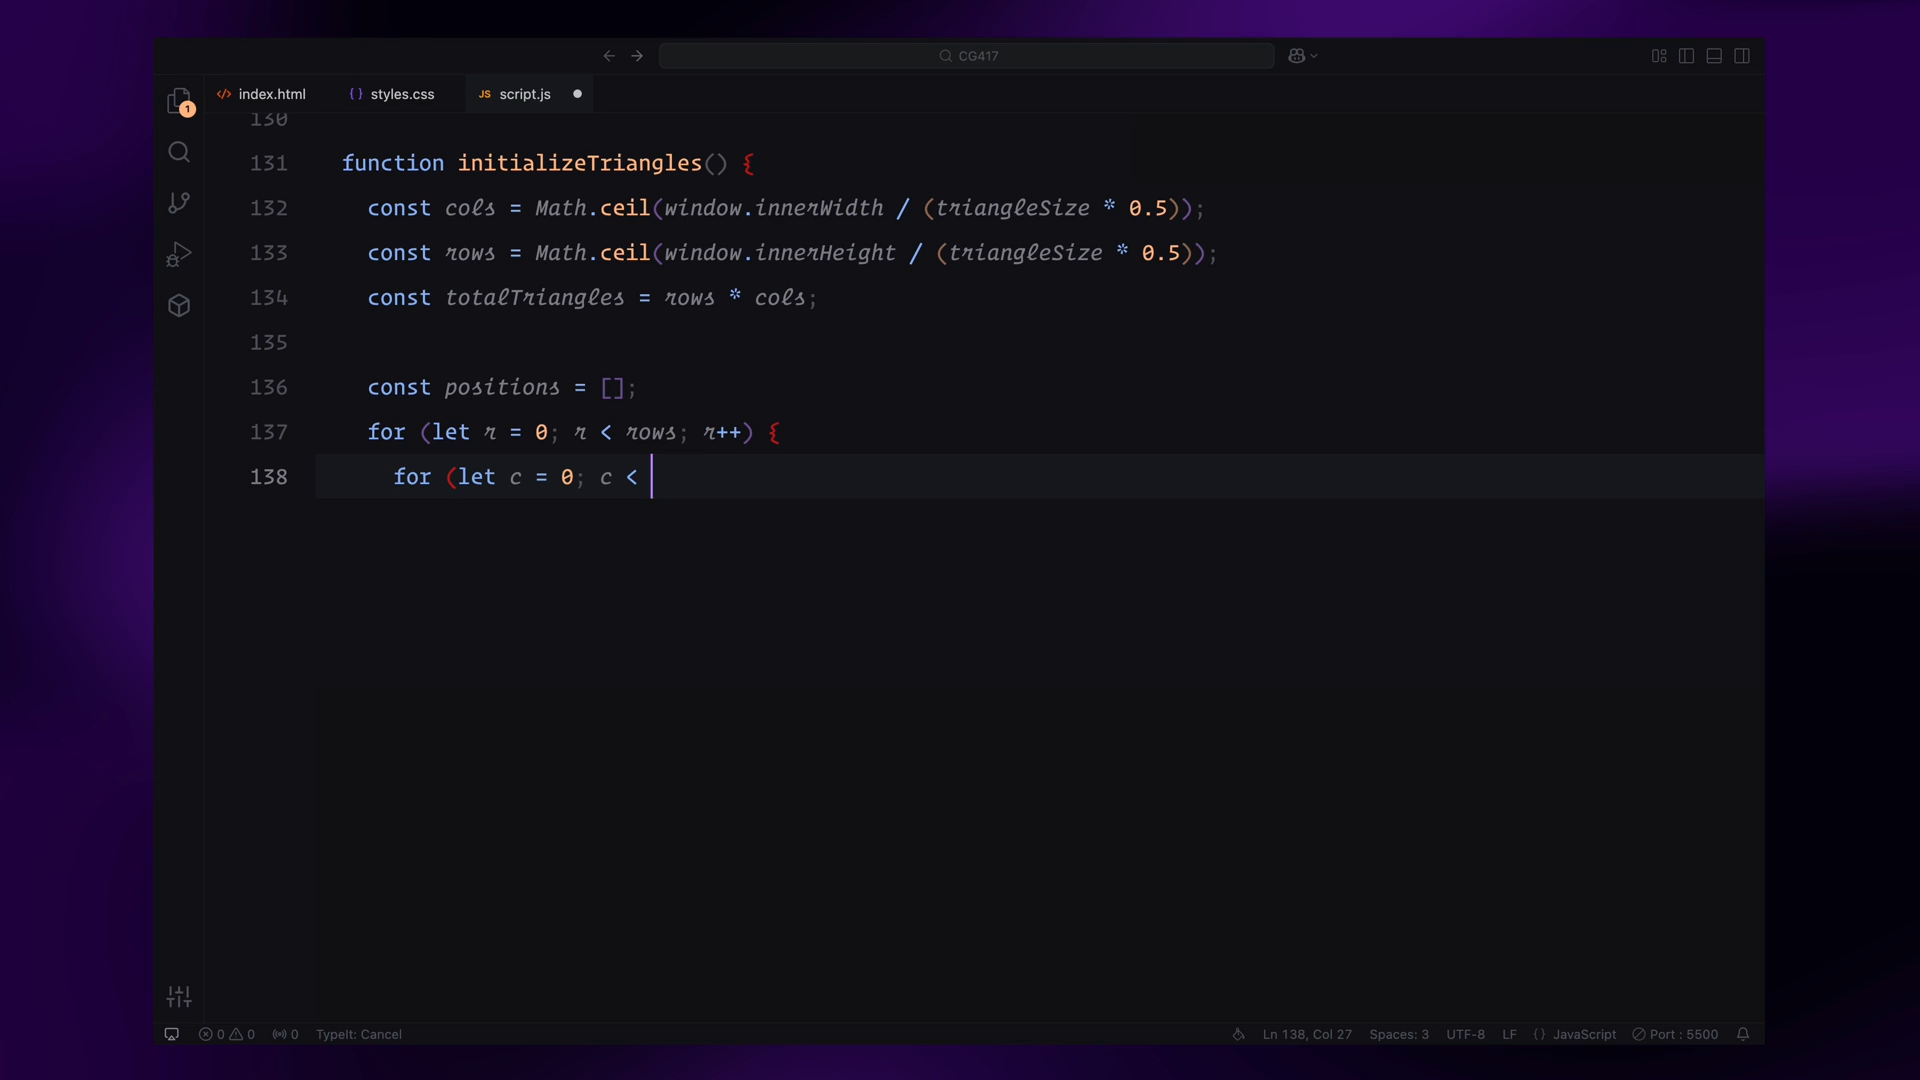 CG417
index.html
styles.css
JS script.js
1
130
131 function initializeTriangles() {
132 const cols = Math.ceil(window.innerWidth / (triangleSize * 0.5));
133 const rows = Math.ceil(window.innerHeight / (triangleSize * 0.5));
134 const totalTriangles = rows * cols;
135
136 const positions = [];
137 for (let r = 0; r < rows; r++) {
138 for (let c = 0; c <
0 0 0 TypeIt: Cancel Ln 138, Col 27 Spaces: 3 UTF-8 LF {} JavaScript Port : 5500